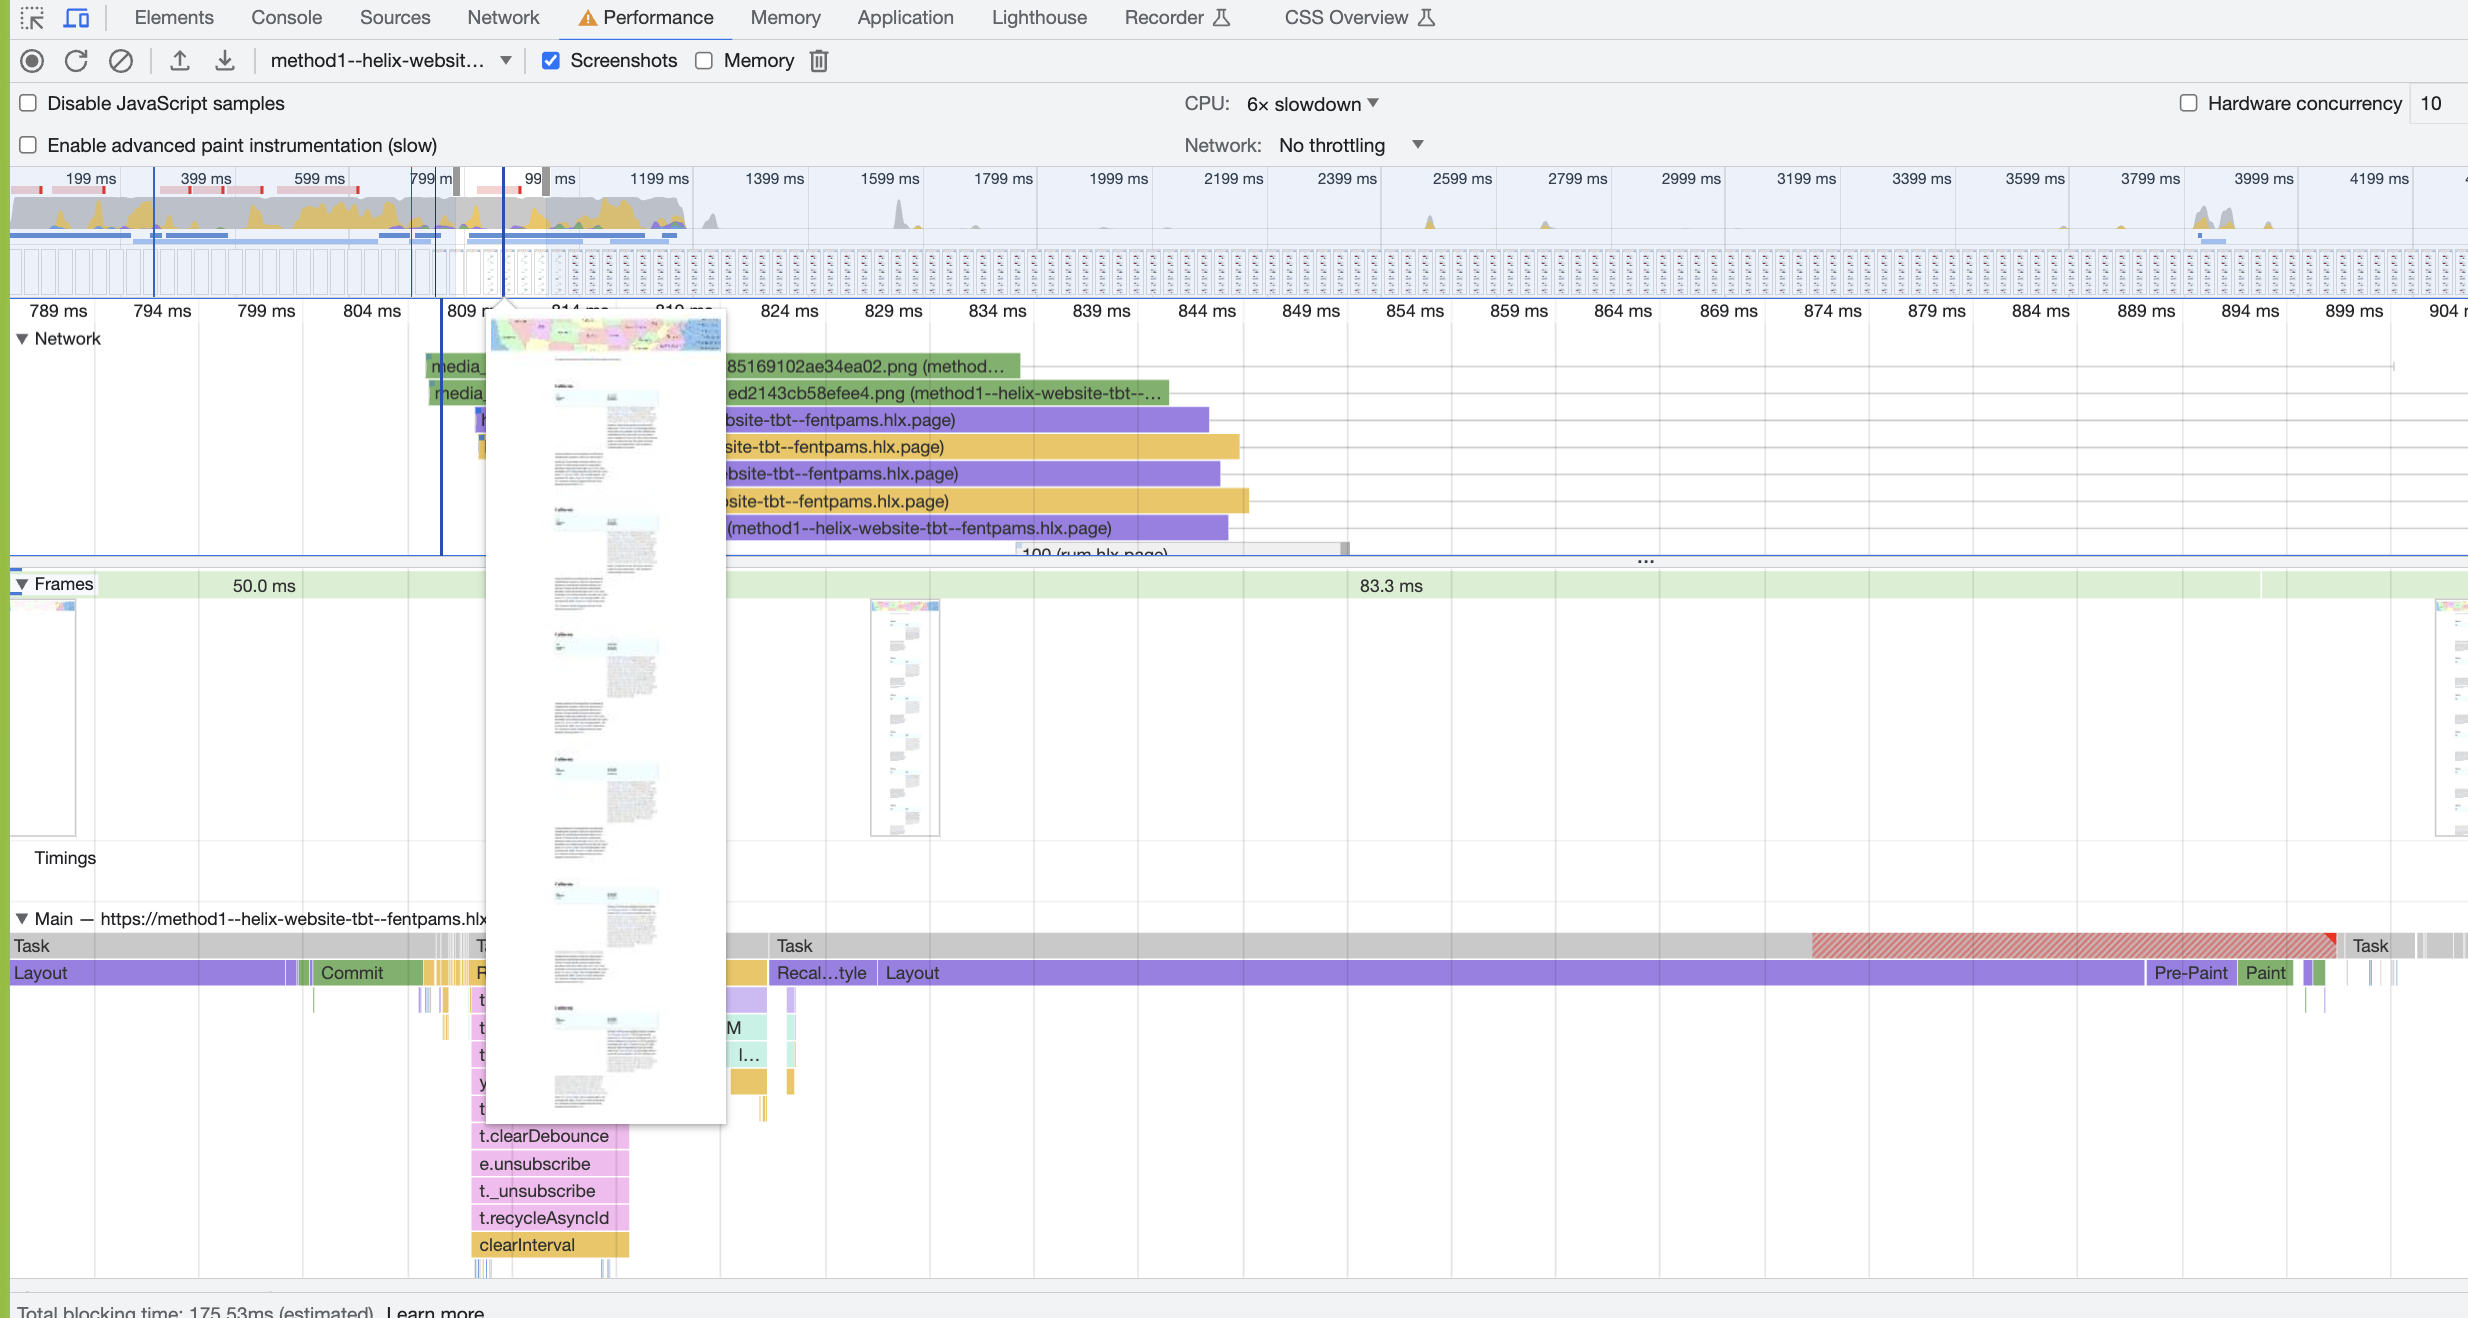 Elements Console Sources Network Performance Memory Application Lighthouse Recorder CSS Overview
method1--helix-websit… Screenshots Memory
Disable JavaScript samples CPU: 6× slowdown Hardware concurrency 10
Enable advanced paint instrumentation (slow) Network: No throttling
199 ms 399 ms 599 ms 799 m 99 ms 1199 ms 1399 ms 1599 ms 1799 ms 1999 ms 2199 ms 2399 ms 2599 ms 2799 ms 2999 ms 3199 ms 3399 ms 3599 ms 3799 ms 3999 ms 4199 ms
789 ms 794 ms 799 ms 804 ms 809 824 ms 829 ms 834 ms 839 ms 844 ms 849 ms 854 ms 859 ms 864 ms 869 ms 874 ms 879 ms 884 ms 889 ms 894 ms 899 ms 904
Network
media_ 85169102ae34ea02.png (method…
media_ ed2143cb58efee4.png (method1--helix-website-tbt--…
bsite-tbt--fentpams.hlx.page)
site-tbt--fentpams.hlx.page)
ebsite-tbt--fentpams.hlx.page)
site-tbt--fentpams.hlx.page)
(method1--helix-website-tbt--fentpams.hlx.page)
100 (rum.hlx.page)
Frames 50.0 ms 83.3 ms
Timings
Main — https://method1--helix-website-tbt--fentpams.hlx
Task T Task Task
Layout Commit R Recal…tyle Layout Pre-Paint Paint
t
t M
t l…
y
t
t.clearDebounce
e.unsubscribe
t._unsubscribe
t.recycleAsyncId
clearInterval
Total blocking time: 175.53ms (estimated) Learn more